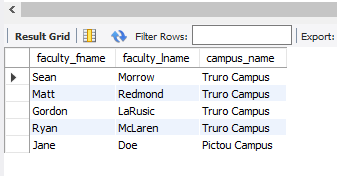 Result Grid Filter Rows: Export:
faculty_fname faculty_lname campus_name
Sean Morrow Truro Campus
Matt Redmond Truro Campus
Gordon LaRusic Truro Campus
Ryan McLaren Truro Campus
Jane Doe Pictou Campus